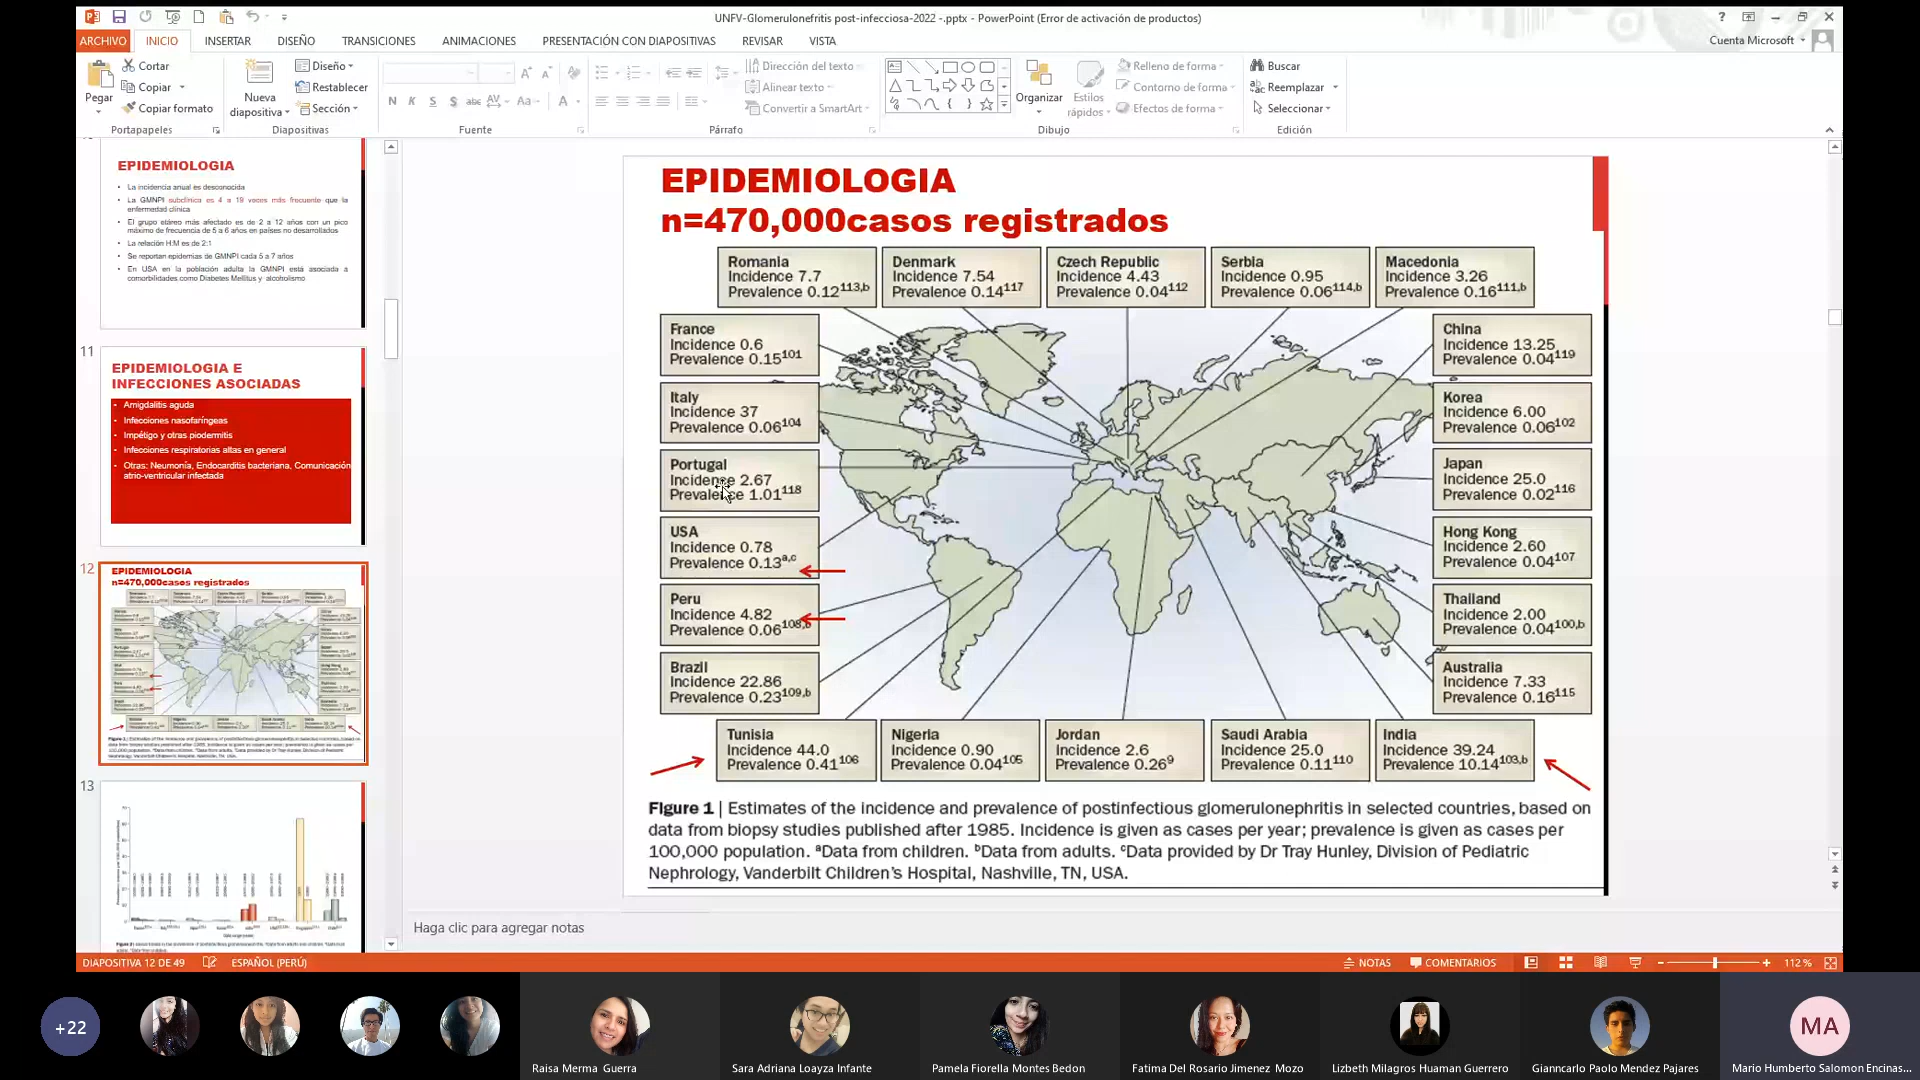 UNFV-Glomerulonefritis post-infecciosa-2022 -.pptx - PowerPoint (Error de activación de productos)
ARCHIVO INICIO INSERTAR DISEÑO TRANSICIONES ANIMACIONES PRESENTACIÓN CON DIAPOSITIVAS REVISAR VISTA
Cuenta Microsoft
Pegar
Cortar
Copiar
Copiar formato
Portapapeles
Nueva diapositiva
Diseño
Restablecer
Sección
Diapositivas
N K S S abc AV Aa A
Fuente
Dirección del texto
Alinear texto
Convertir a SmartArt
Párrafo
Organizar
Estilos rápidos
Relleno de forma
Contorno de forma
Efectos de forma
Dibujo
Buscar
Reemplazar
Seleccionar
Edición
EPIDEMIOLOGIA
• La incidencia anual es desconocida
• La GMNPI subclínica es 4 a 19 veces más frecuente que la
enfermedad clínica
• El grupo etáreo más afectado es de 2 a 12 años con un pico
máximo de frecuencia de 5 a 6 años en países no desarrollados
• La relación H:M es de 2:1
• Se reportan epidemias de GMNPI cada 5 a 7 años
• En USA en la población adulta la GMNPI está asociada a
comorbilidades como Diabetes Mellitus y alcoholismo
11
EPIDEMIOLOGIA E
INFECCIONES ASOCIADAS
• Amigdalitis aguda
• Infecciones nasofaríngeas
• Impétigo y otras piodermitis
• Infecciones respiratorias altas en general
• Otras: Neumonía, Endocarditis bacteriana, Comunicación
atrio-ventricular infectada
12
EPIDEMIOLOGIA
n=470,000casos registrados
13
EPIDEMIOLOGIA
n=470,000casos registrados
Romania
Incidence 7.7
Prevalence 0.12113,b
Denmark
Incidence 7.54
Prevalence 0.14117
Czech Republic
Incidence 4.43
Prevalence 0.04112
Serbia
Incidence 0.95
Prevalence 0.06114,b
Macedonia
Incidence 3.26
Prevalence 0.16111,b
France
Incidence 0.6
Prevalence 0.15101
Italy
Incidence 37
Prevalence 0.06104
Portugal
Incidence 2.67
Prevalence 1.01118
USA
Incidence 0.78
Prevalence 0.13a,c
Peru
Incidence 4.82
Prevalence 0.06108,b
Brazil
Incidence 22.86
Prevalence 0.23109,b
China
Incidence 13.25
Prevalence 0.04119
Korea
Incidence 6.00
Prevalence 0.06102
Japan
Incidence 25.0
Prevalence 0.02116
Hong Kong
Incidence 2.60
Prevalence 0.04107
Thailand
Incidence 2.00
Prevalence 0.04100,b
Australia
Incidence 7.33
Prevalence 0.16115
Tunisia
Incidence 44.0
Prevalence 0.41106
Nigeria
Incidence 0.90
Prevalence 0.04105
Jordan
Incidence 2.6
Prevalence 0.269
Saudi Arabia
Incidence 25.0
Prevalence 0.11110
India
Incidence 39.24
Prevalence 10.14103,b
Figure 1 | Estimates of the incidence and prevalence of postinfectious glomerulonephritis in selected countries, based on
data from biopsy studies published after 1985. Incidence is given as cases per year; prevalence is given as cases per
100,000 population. aData from children. bData from adults. cData provided by Dr Tray Hunley, Division of Pediatric
Nephrology, Vanderbilt Children's Hospital, Nashville, TN, USA.
Haga clic para agregar notas
DIAPOSITIVA 12 DE 49 ESPAÑOL (PERÚ) NOTAS COMENTARIOS 112 %
+22
Raisa Merma Guerra
Sara Adriana Loayza Infante
Pamela Fiorella Montes Bedon
Fatima Del Rosario Jimenez Mozo
Lizbeth Milagros Huaman Guerrero
Gianncarlo Paolo Mendez Pajares
MA
Mario Humberto Salomon Encinas...